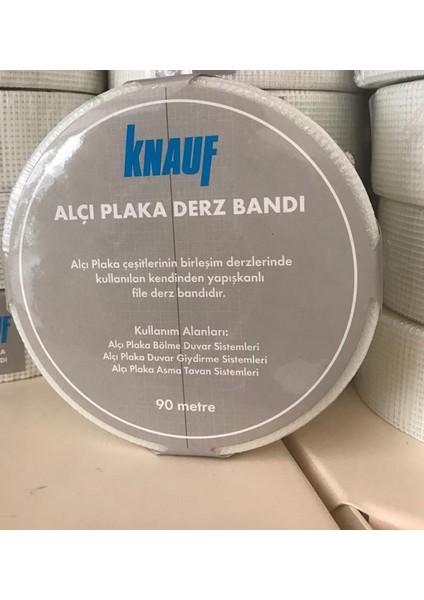 KNAUF
ALÇI PLAKA DERZ BANDI
Alçı Plaka çeşitlerinin birleşim derzlerinde
kullanılan kendinden yapışkanlı
file derz bandıdır.
Kullanım Alanları:
Alçı Plaka Bölme Duvar Sistemleri
Alçı Plaka Duvar Giydirme Sistemleri
Alçı Plaka Asma Tavan Sistemleri
90 metre